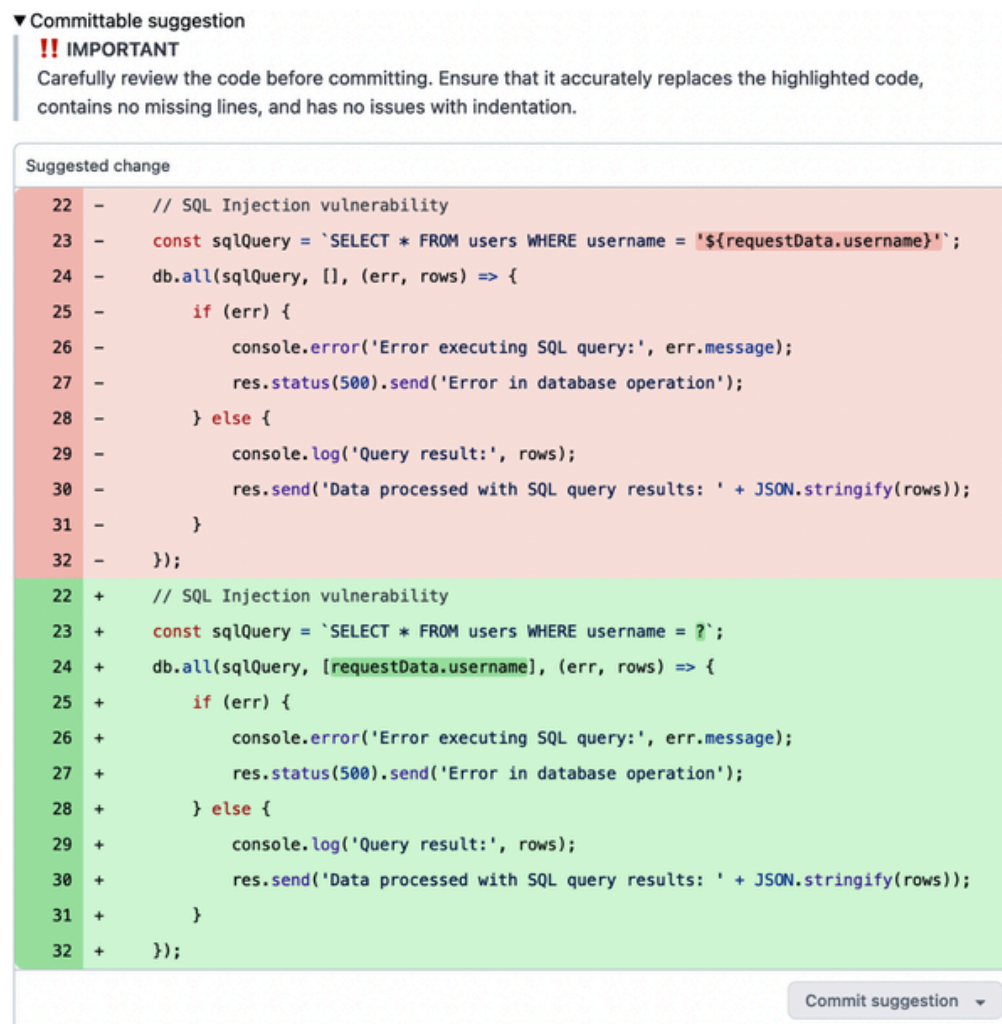 ▼ Committable suggestion
‼ IMPORTANT
Carefully review the code before committing. Ensure that it accurately replaces the highlighted code,
contains no missing lines, and has no issues with indentation.
Suggested change
22 - // SQL Injection vulnerability
23 - const sqlQuery = `SELECT * FROM users WHERE username = '${requestData.username}'`;
24 - db.all(sqlQuery, [], (err, rows) => {
25 - if (err) {
26 - console.error('Error executing SQL query:', err.message);
27 - res.status(500).send('Error in database operation');
28 - } else {
29 - console.log('Query result:', rows);
30 - res.send('Data processed with SQL query results: ' + JSON.stringify(rows));
31 - }
32 - });
22 + // SQL Injection vulnerability
23 + const sqlQuery = `SELECT * FROM users WHERE username = ?`;
24 + db.all(sqlQuery, [requestData.username], (err, rows) => {
25 + if (err) {
26 + console.error('Error executing SQL query:', err.message);
27 + res.status(500).send('Error in database operation');
28 + } else {
29 + console.log('Query result:', rows);
30 + res.send('Data processed with SQL query results: ' + JSON.stringify(rows));
31 + }
32 + });
Commit suggestion